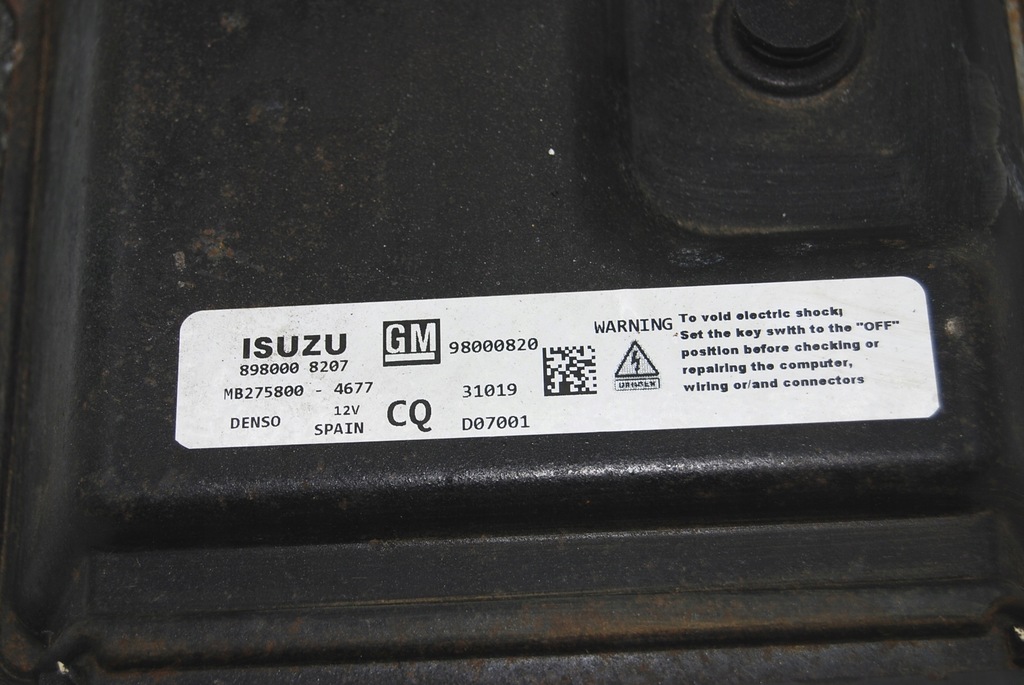 ISUZU
898000 8207
MB275800 - 4677
DENSO 12V SPAIN
GM 98000820
CQ
31019
D07001
WARNING
To void electric shock;
Set the key swith to the "OFF"
position before checking or
repairing the computer,
wiring or/and connectors
DANGER